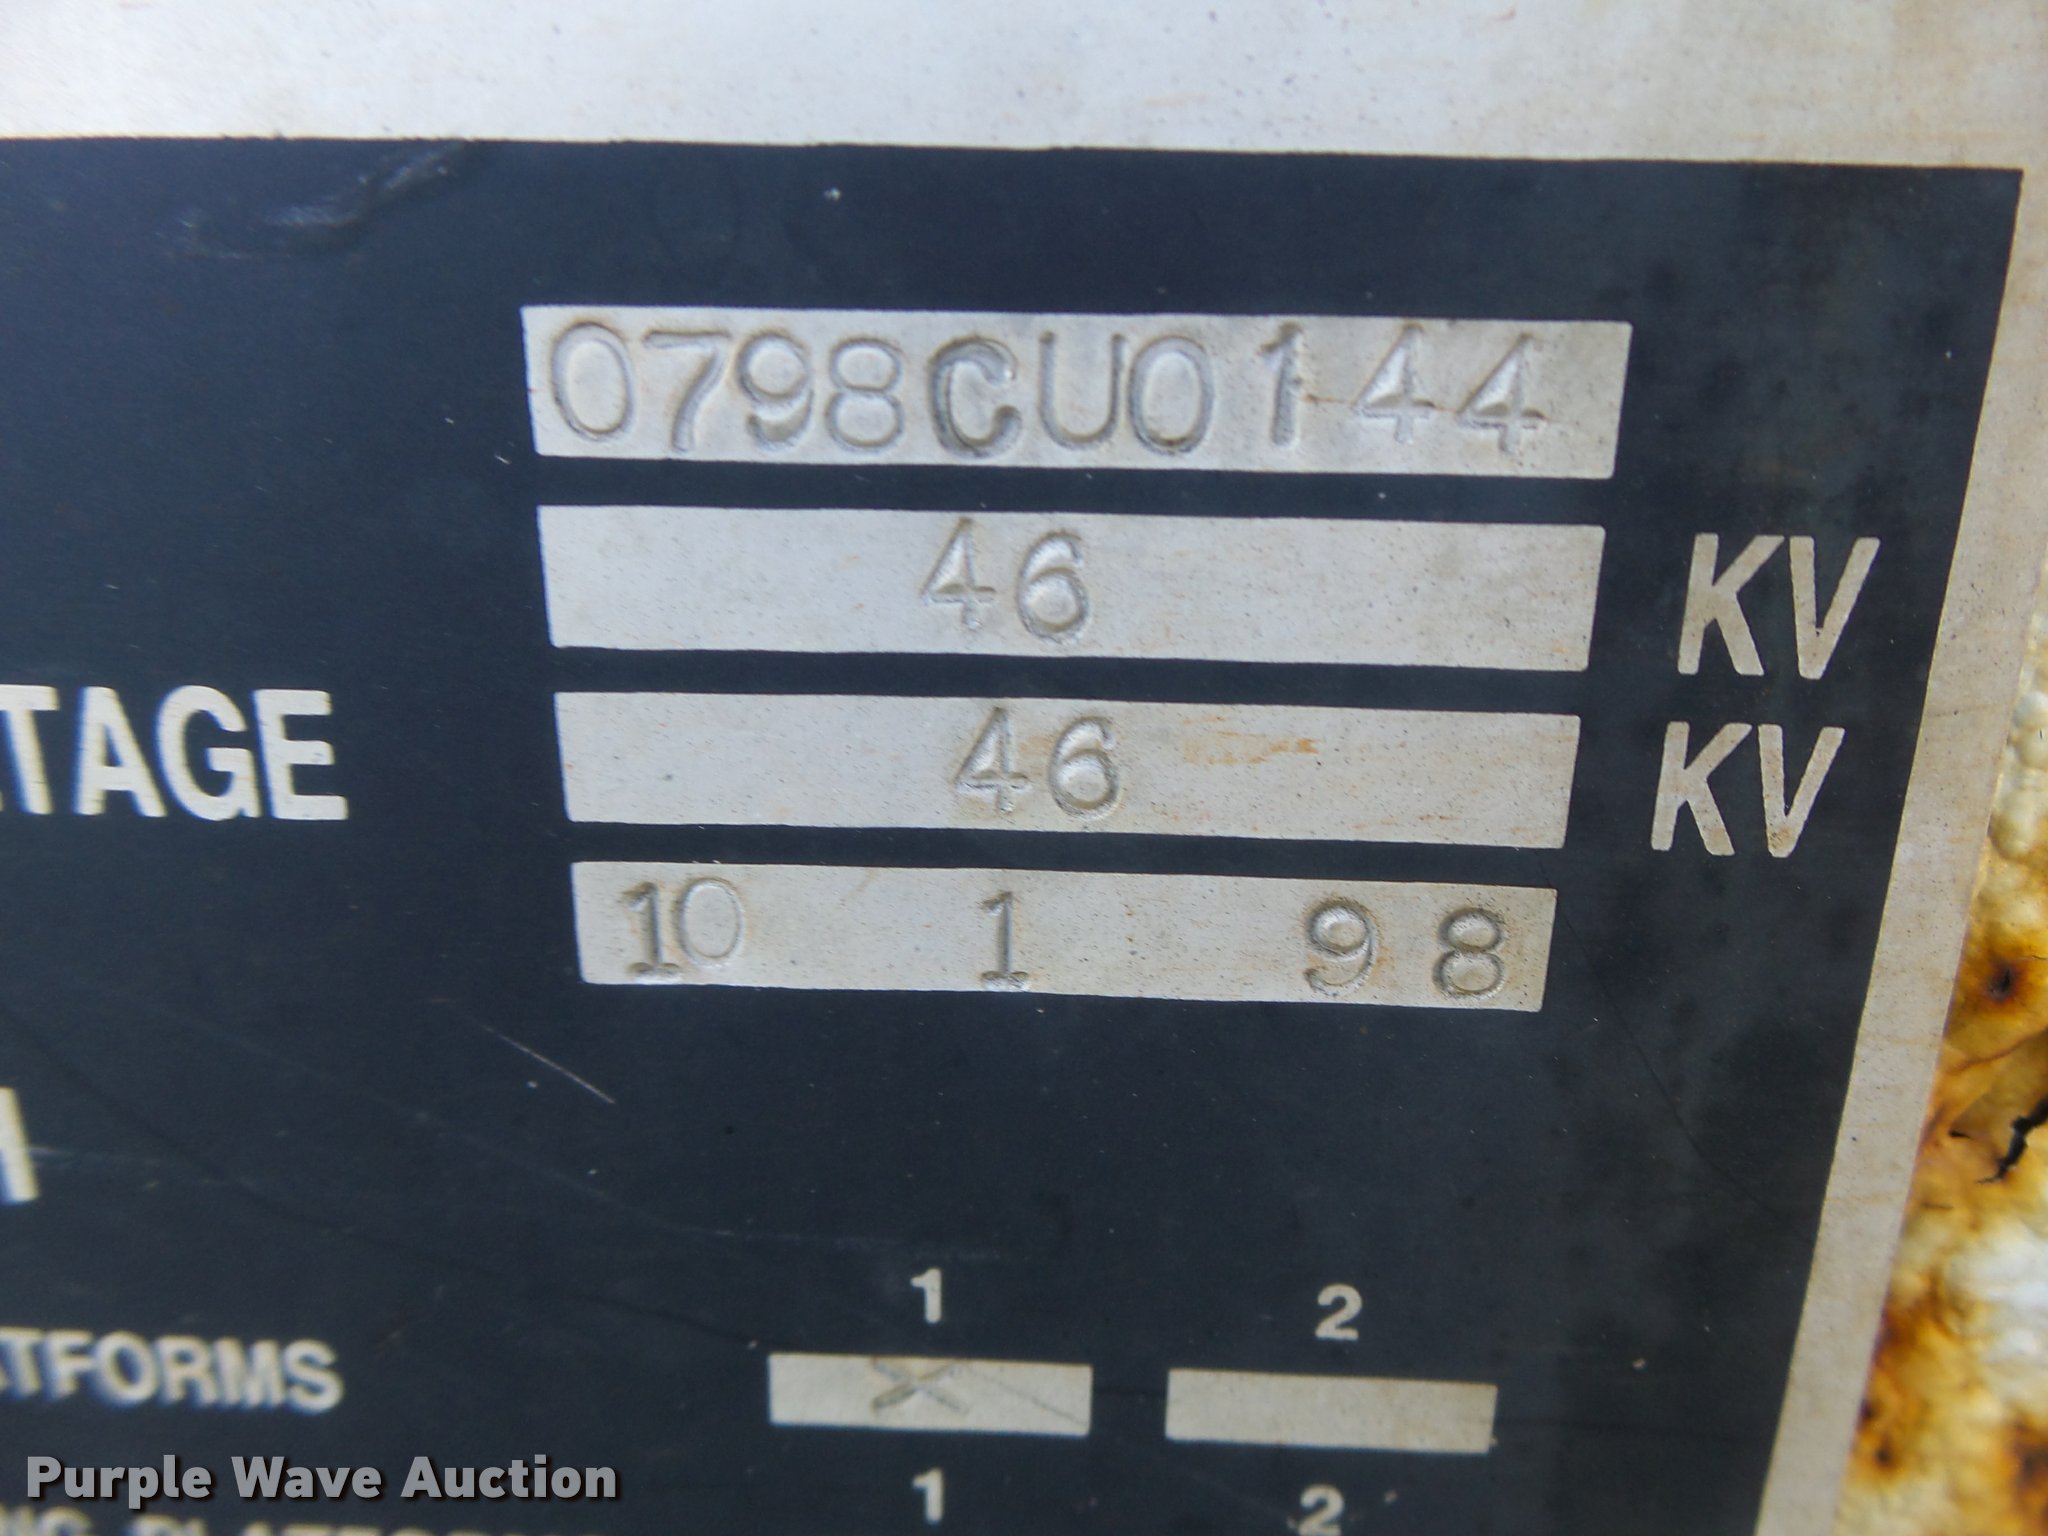 0798CU0144
46 KV
TAGE 46 KV
10 1 98
1 2
TFORMS X
Purple Wave Auction
1 2